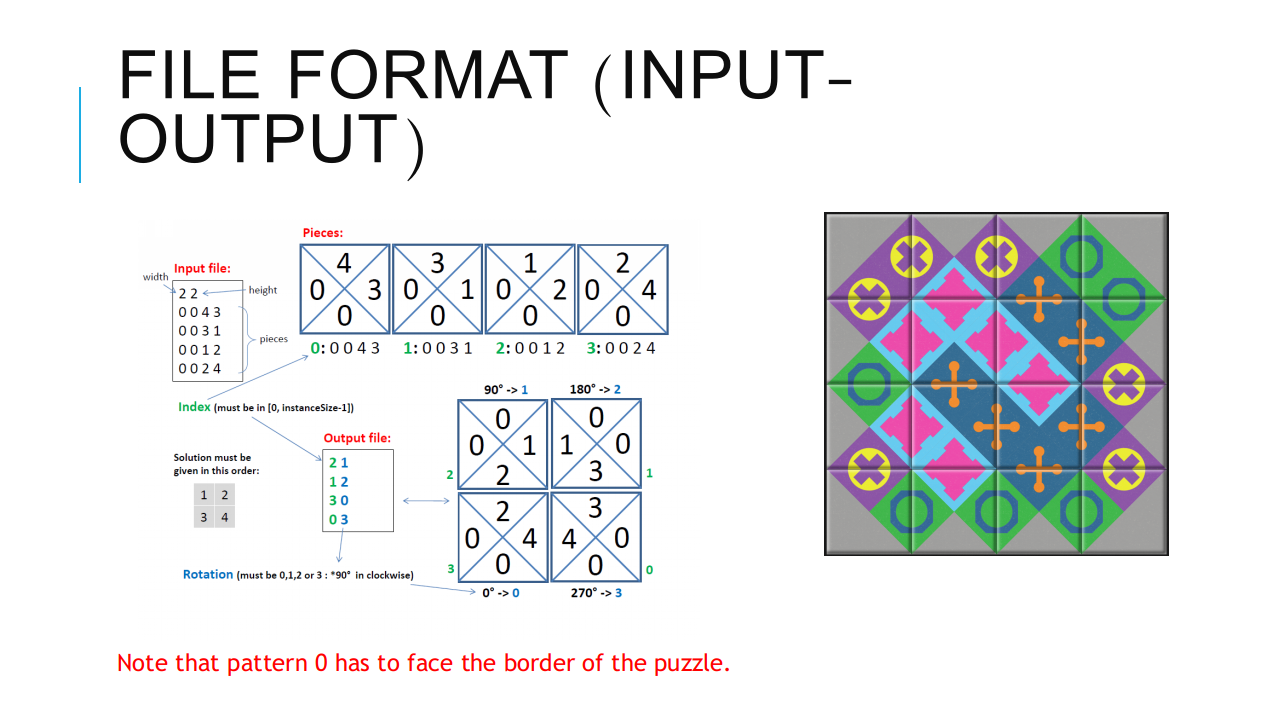 FILE FORMAT (INPUT-
OUTPUT)
Pieces:
Input file:
width
height
2 2
0 0 4 3
0 0 3 1
0 0 1 2
0 0 2 4
pieces
4
0 3
0
3
0 1
0
1
0 2
0
2
0 4
0
0: 0 0 4 3 1: 0 0 3 1 2: 0 0 1 2 3: 0 0 2 4
Index (must be in [0, instanceSize-1])
Output file:
2 1
1 2
3 0
0 3
Solution must be
given in this order:
1 2
3 4
90° -> 1 180° -> 2
0
0 1
2
2
0
1 0
3
1
2
0 4
0
3
3
4 0
0
0
0° -> 0 270° -> 3
Rotation (must be 0,1,2 or 3 : *90° in clockwise)
Note that pattern 0 has to face the border of the puzzle.